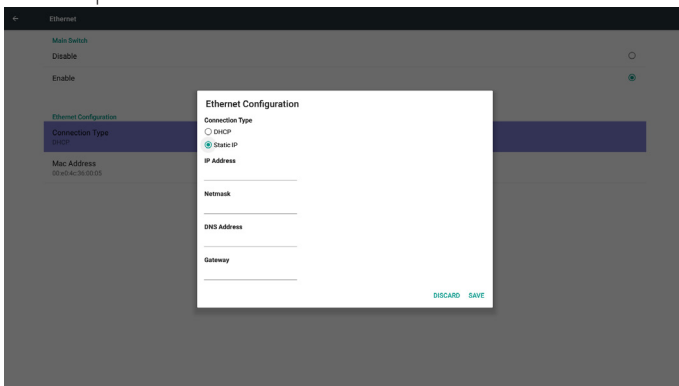 Ethernet
Main Switch
Disable
Enable
Ethernet Configuration
Connection Type
DHCP
Mac Address
00:e0:4c:36:00:05
Ethernet Configuration
Connection Type
DHCP
Static IP
IP Address
Netmask
DNS Address
Gateway
DISCARD SAVE